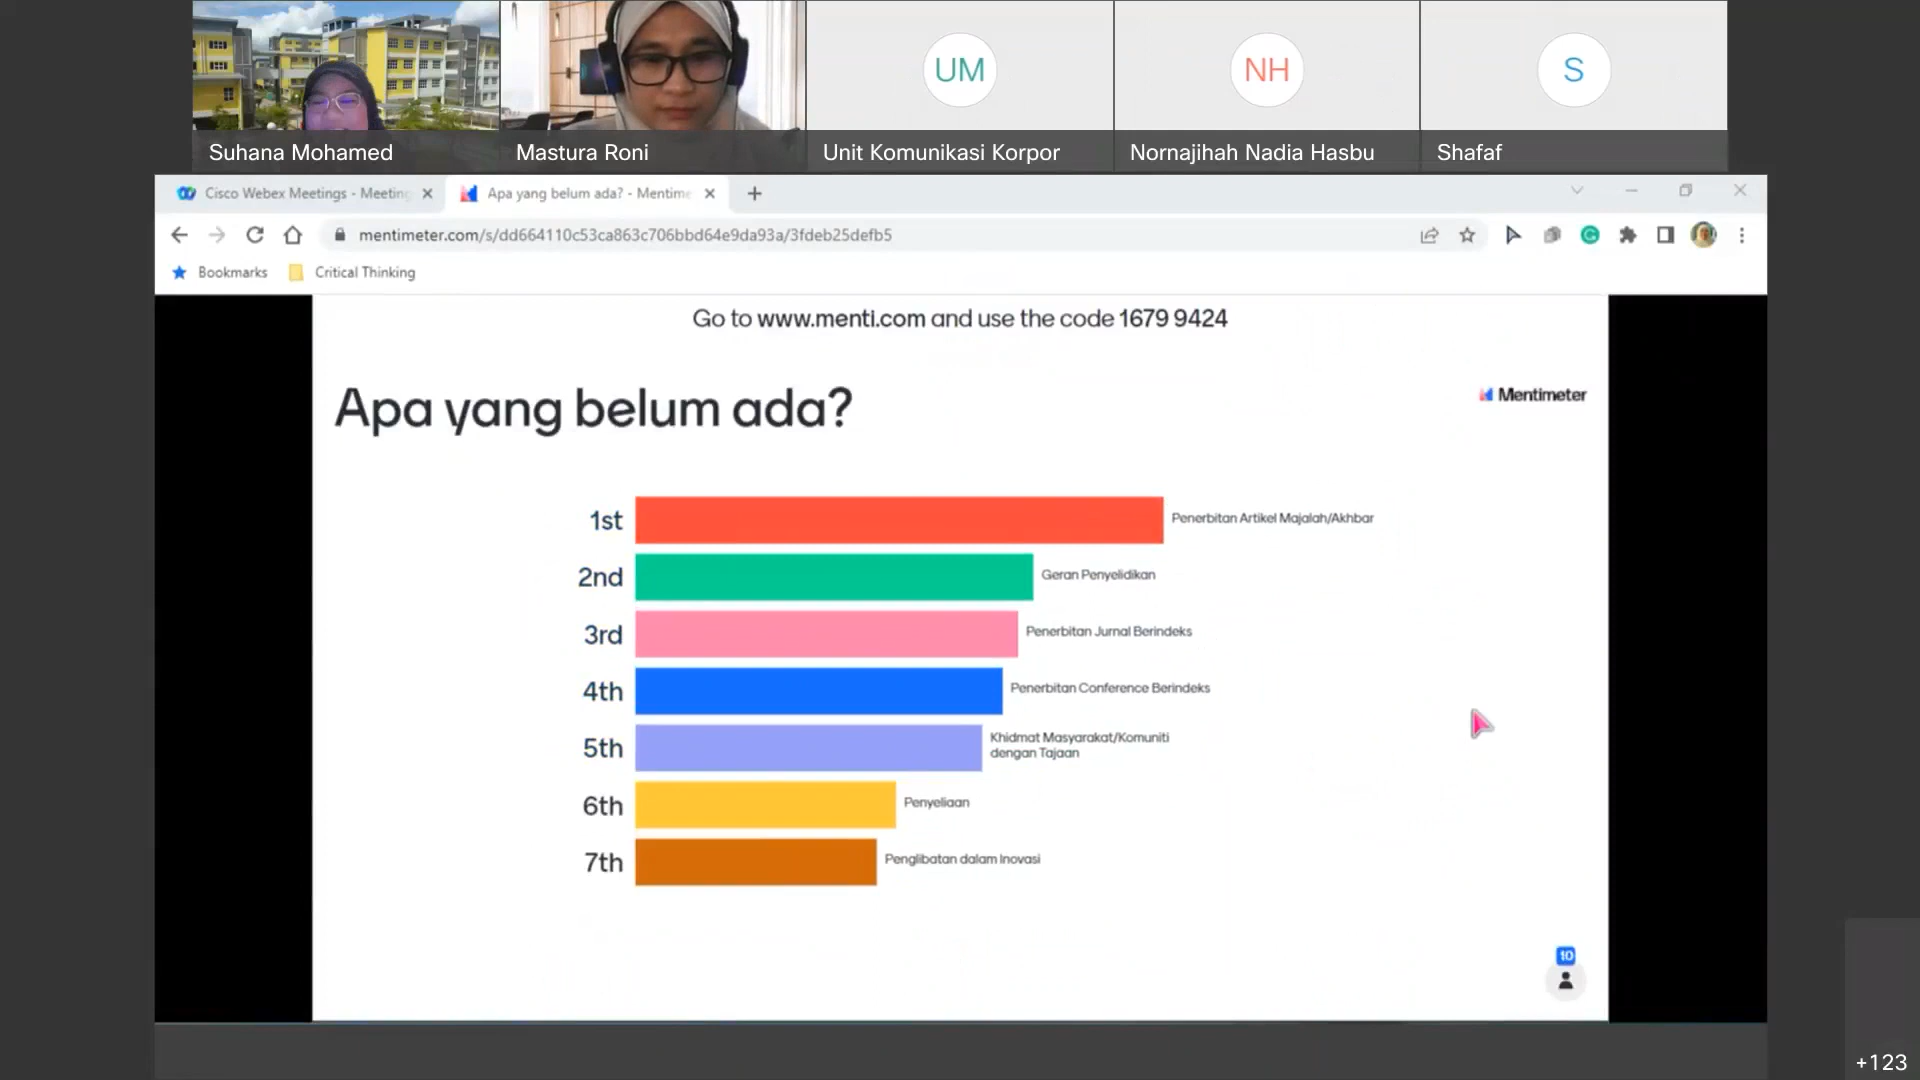 UM
NH
S
Suhana Mohamed
Mastura Roni
Unit Komunikasi Korpor
Nornajihah Nadia Hasbu
Shafaf
Cisco Webex Meetings - Meeting
Apa yang belum ada? - Mentime
mentimeter.com/s/dd664110c53ca863c706bbd64e9da93a/3fdeb25defb5
Bookmarks
Critical Thinking
Go to www.menti.com and use the code 1679 9424
Apa yang belum ada?
Mentimeter
1st
Penerbitan Artikel Majalah/Akhbar
2nd
Geran Penyelidikan
3rd
Penerbitan Jurnal Berindeks
4th
Penerbitan Conference Berindeks
5th
Khidmat Masyarakat/Komuniti
dengan Tajaan
6th
Penyeliaan
7th
Penglibatan dalam Inovasi
10
+123